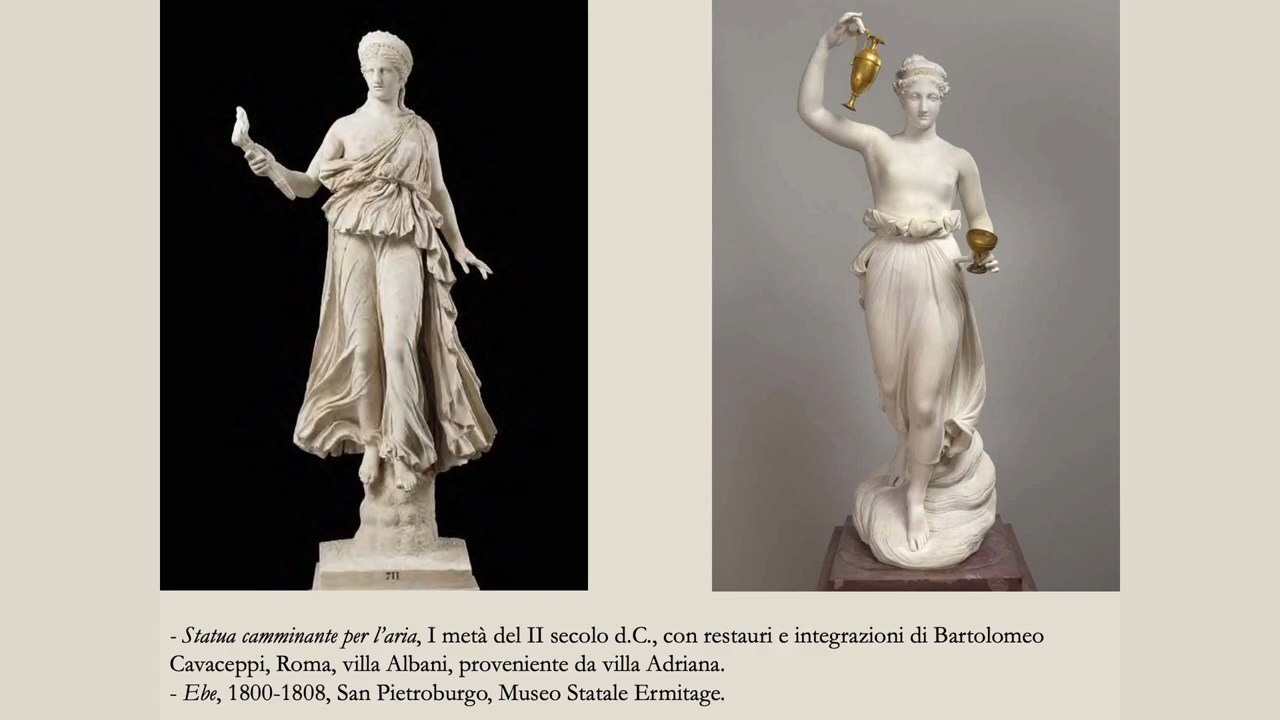 711
- Statua camminante per l'aria, I metà del II secolo d.C., con restauri e integrazioni di Bartolomeo
Cavaceppi, Roma, villa Albani, proveniente da villa Adriana.
- Ebe, 1800-1808, San Pietroburgo, Museo Statale Ermitage.